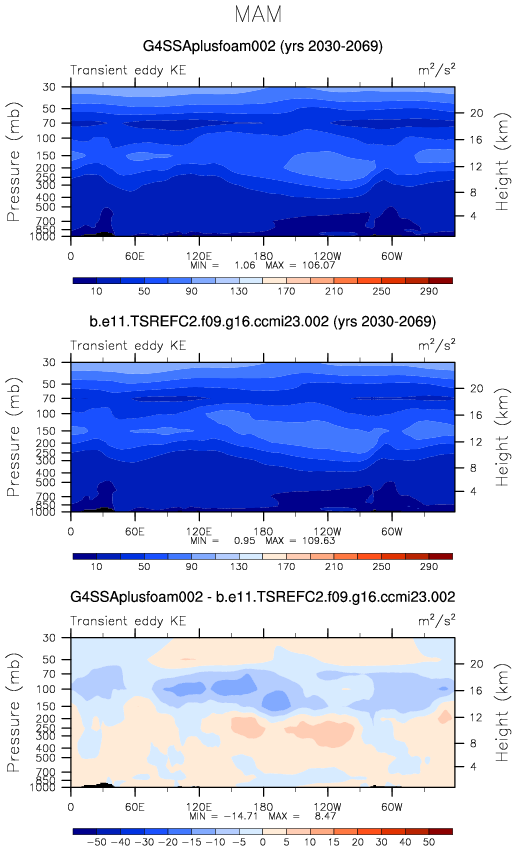 MAM
G4SSAplusfoam002 (yrs 2030-2069)
Transient eddy KE m²/s²
Pressure (mb)
30
50
70
100
150
200
250
300
400
500
700
850
1000
20
16
12
8
4
Height (km)
0 60E 120E 180 120W 60W
MIN = 1.06 MAX = 106.07
10 50 90 130 170 210 250 290
b.e11.TSREFC2.f09.g16.ccmi23.002 (yrs 2030-2069)
Transient eddy KE m²/s²
Pressure (mb)
30
50
70
100
150
200
250
300
400
500
700
850
1000
20
16
12
8
4
Height (km)
0 60E 120E 180 120W 60W
MIN = 0.95 MAX = 109.63
10 50 90 130 170 210 250 290
G4SSAplusfoam002 - b.e11.TSREFC2.f09.g16.ccmi23.002
Transient eddy KE m²/s²
Pressure (mb)
30
50
70
100
150
200
250
300
400
500
700
850
1000
20
16
12
8
4
Height (km)
0 60E 120E 180 120W 60W
MIN = -14.71 MAX = 8.47
-50 -40 -30 -20 -15 -10 -5 0 5 10 15 20 30 40 50